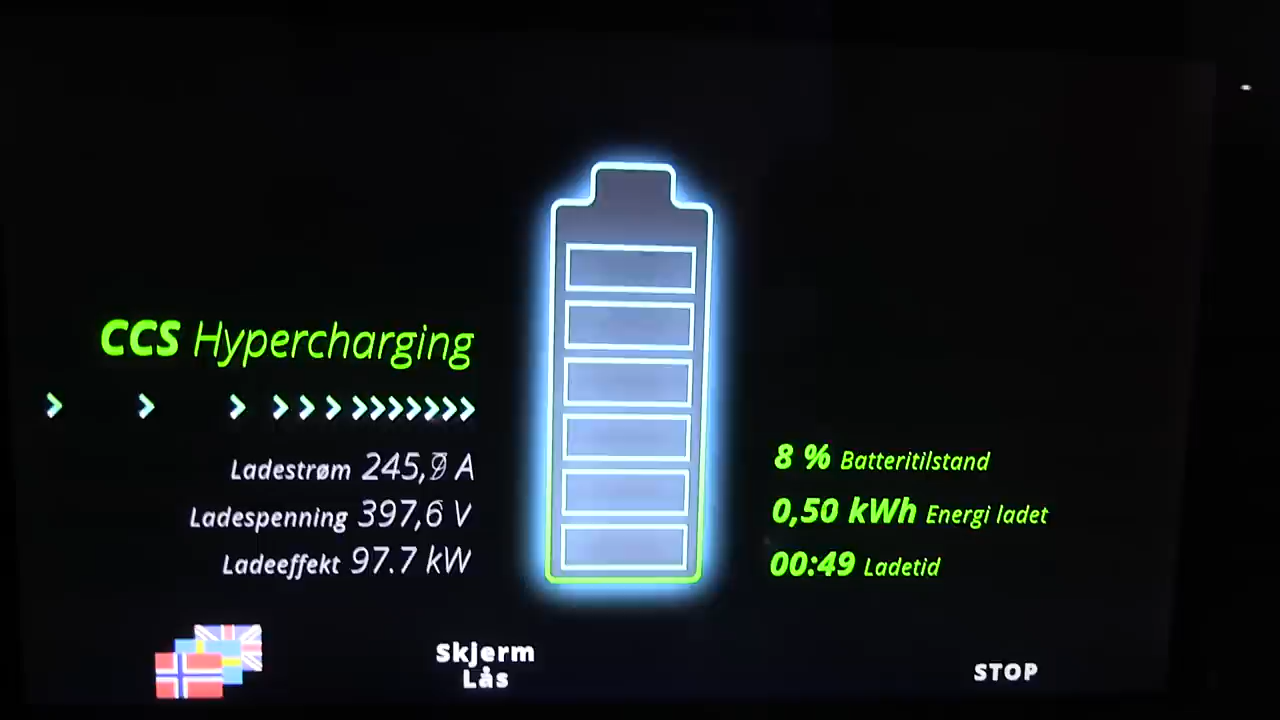 CCS Hypercharging
Ladestrøm 245,9 A
Ladespenning 397,6 V
Ladeeffekt 97.7 kW
8 % Batteritilstand
0,50 kWh Energi ladet
00:49 Ladetid
Skjerm
Lås
STOP